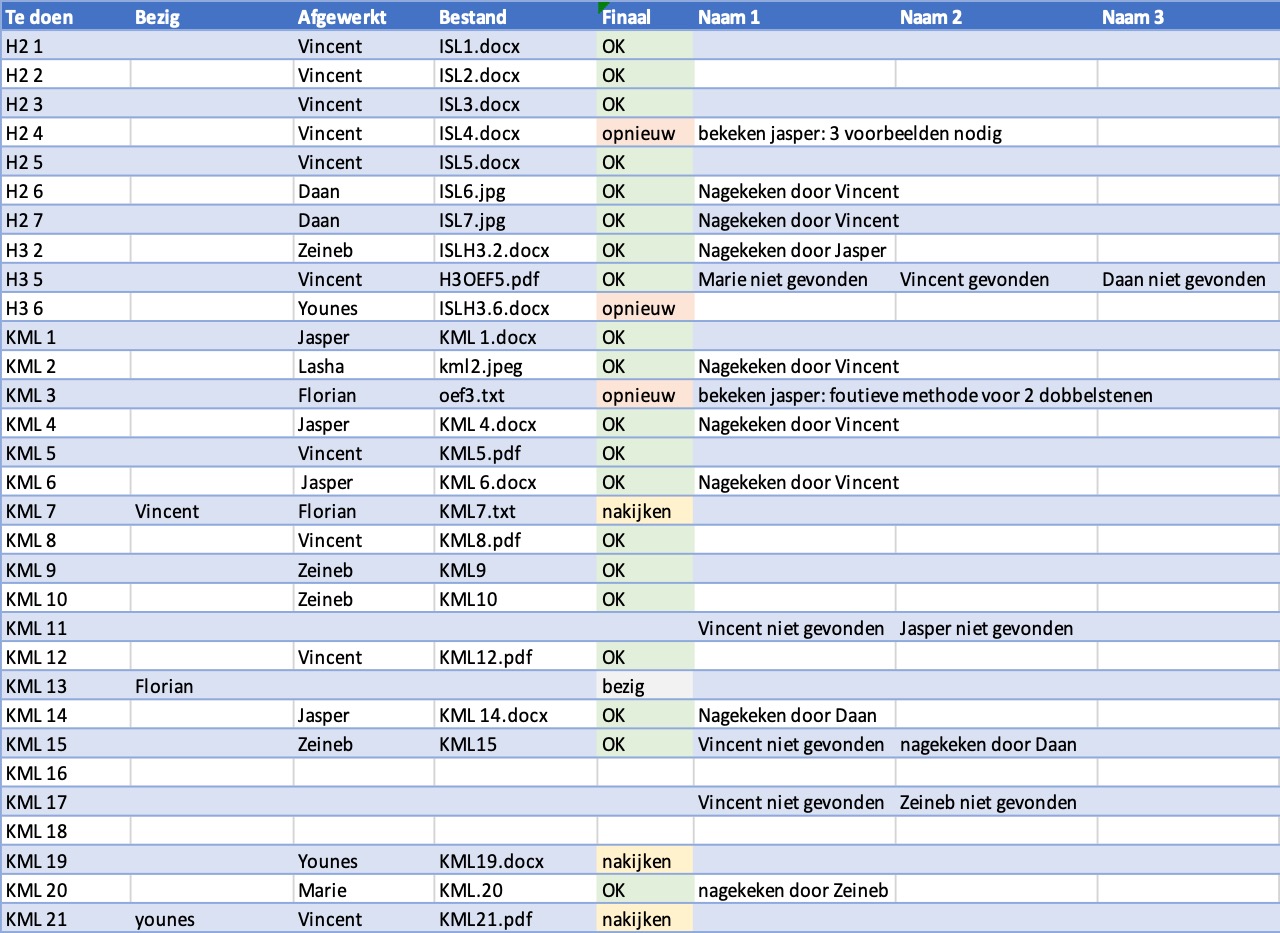 Te doen Bezig Afgewerkt Bestand Finaal Naam 1 Naam 2 Naam 3
H2 1 Vincent ISL1.docx OK
H2 2 Vincent ISL2.docx OK
H2 3 Vincent ISL3.docx OK
H2 4 Vincent ISL4.docx opnieuw bekeken jasper: 3 voorbeelden nodig
H2 5 Vincent ISL5.docx OK
H2 6 Daan ISL6.jpg OK Nagekeken door Vincent
H2 7 Daan ISL7.jpg OK Nagekeken door Vincent
H3 2 Zeineb ISLH3.2.docx OK Nagekeken door Jasper
H3 5 Vincent H3OEF5.pdf OK Marie niet gevonden Vincent gevonden Daan niet gevonden
H3 6 Younes ISLH3.6.docx opnieuw
KML 1 Jasper KML 1.docx OK
KML 2 Lasha kml2.jpeg OK Nagekeken door Vincent
KML 3 Florian oef3.txt opnieuw bekeken jasper: foutieve methode voor 2 dobbelstenen
KML 4 Jasper KML 4.docx OK Nagekeken door Vincent
KML 5 Vincent KML5.pdf OK
KML 6 Jasper KML 6.docx OK Nagekeken door Vincent
KML 7 Vincent Florian KML7.txt nakijken
KML 8 Vincent KML8.pdf OK
KML 9 Zeineb KML9 OK
KML 10 Zeineb KML10 OK
KML 11 Vincent niet gevonden Jasper niet gevonden
KML 12 Vincent KML12.pdf OK
KML 13 Florian bezig
KML 14 Jasper KML 14.docx OK Nagekeken door Daan
KML 15 Zeineb KML15 OK Vincent niet gevonden nagekeken door Daan
KML 16
KML 17 Vincent niet gevonden Zeineb niet gevonden
KML 18
KML 19 Younes KML19.docx nakijken
KML 20 Marie KML.20 OK nagekeken door Zeineb
KML 21 younes Vincent KML21.pdf nakijken